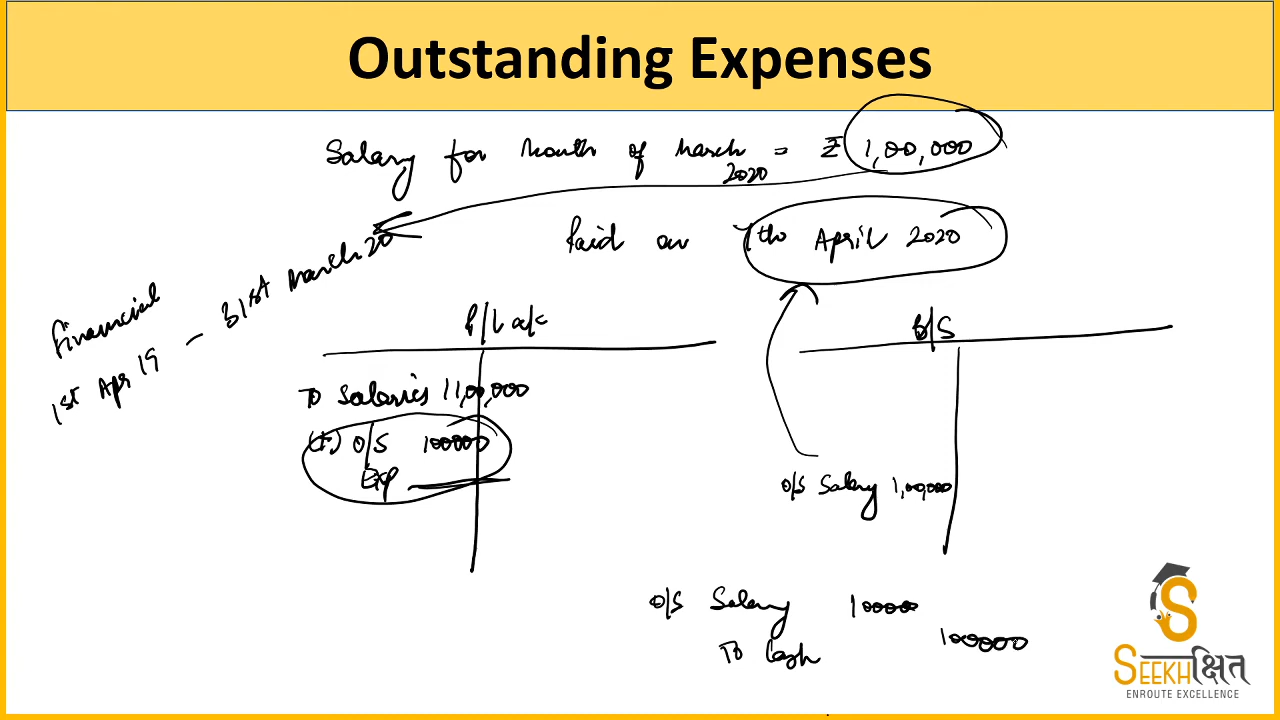 Outstanding Expenses
Salary for Month of March 2020 = ₹ 1,00,000
Paid on 7th April 2020
Financial
1st Apr 19 - 31st March 20
P/L a/c
To Salaries 11,00,000
(+) O/S 100000
Exp
B/S
O/S Salary 1,00,000
O/S Salary 10000
To Cash 100000
SEEKHक्षित
ENROUTE EXCELLENCE